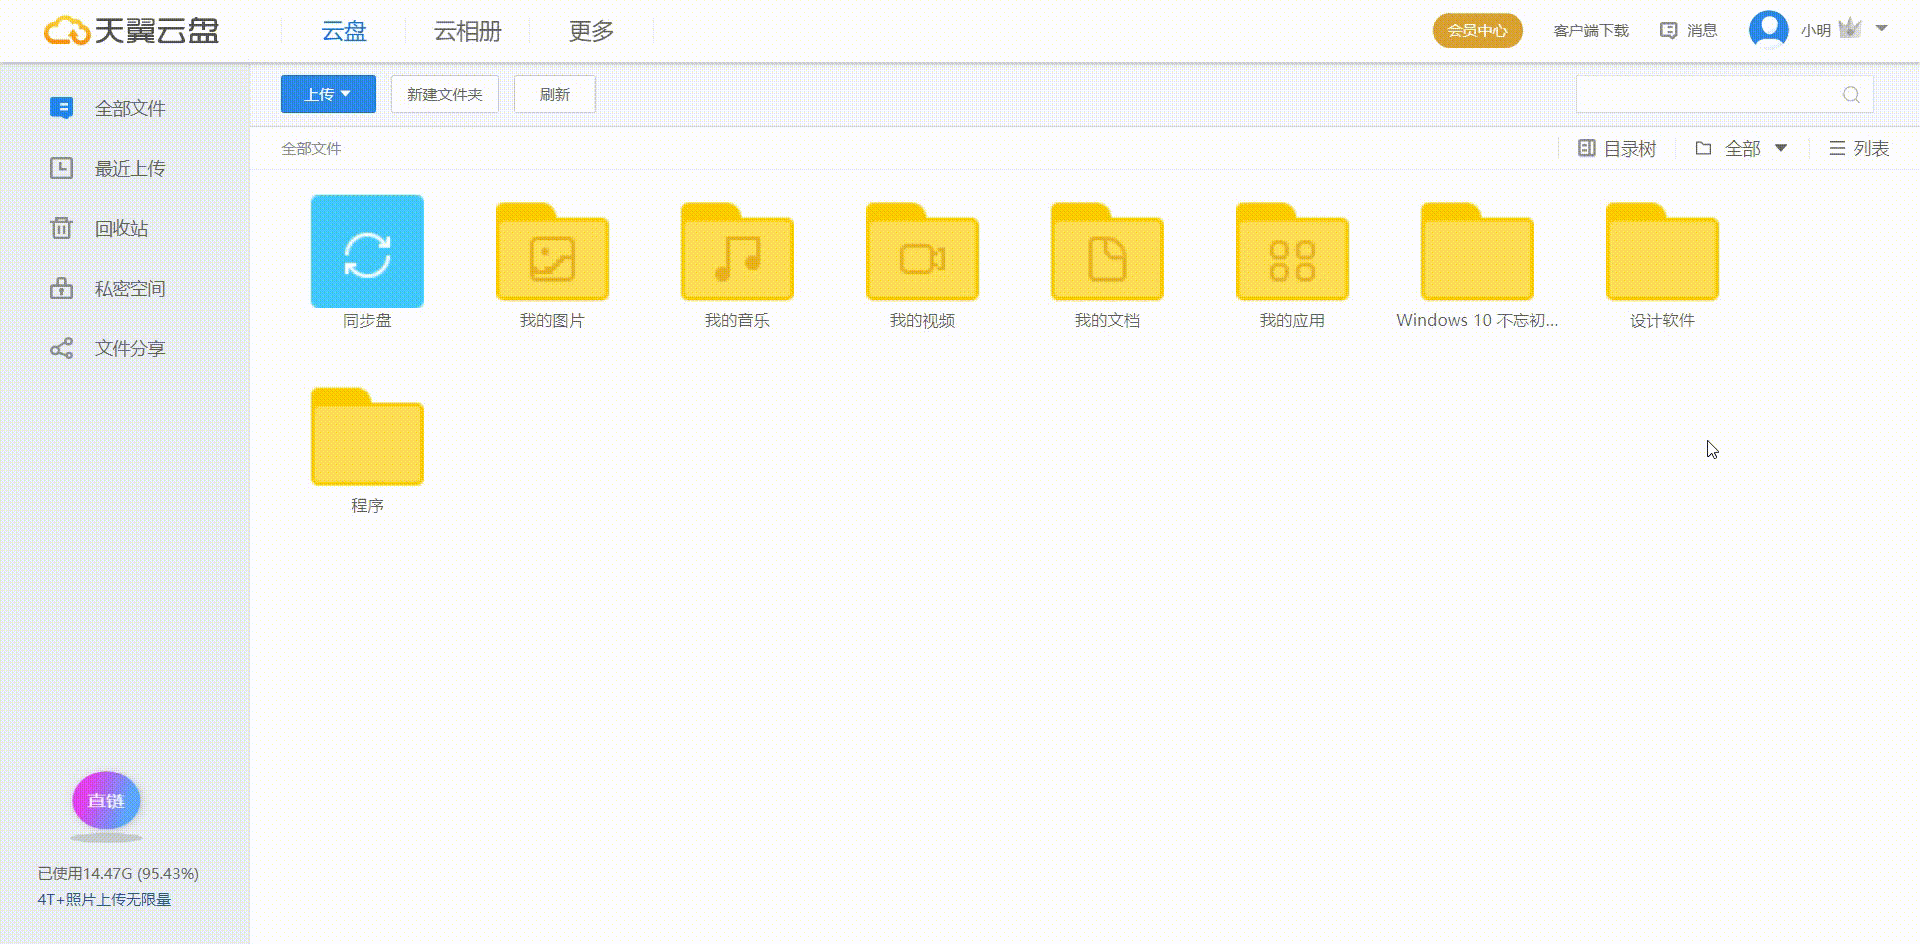 天翼云盘
云盘
云相册
更多
会员中心
客户端下载
消息
小明
全部文件
最近上传
回收站
私密空间
文件分享
上传
新建文件夹
刷新
全部文件
目录树
全部
列表
同步盘
我的图片
我的音乐
我的视频
我的文档
我的应用
Windows 10 不忘初...
设计软件
程序
直链
已使用14.47G (95.43%)
4T+照片上传无限量